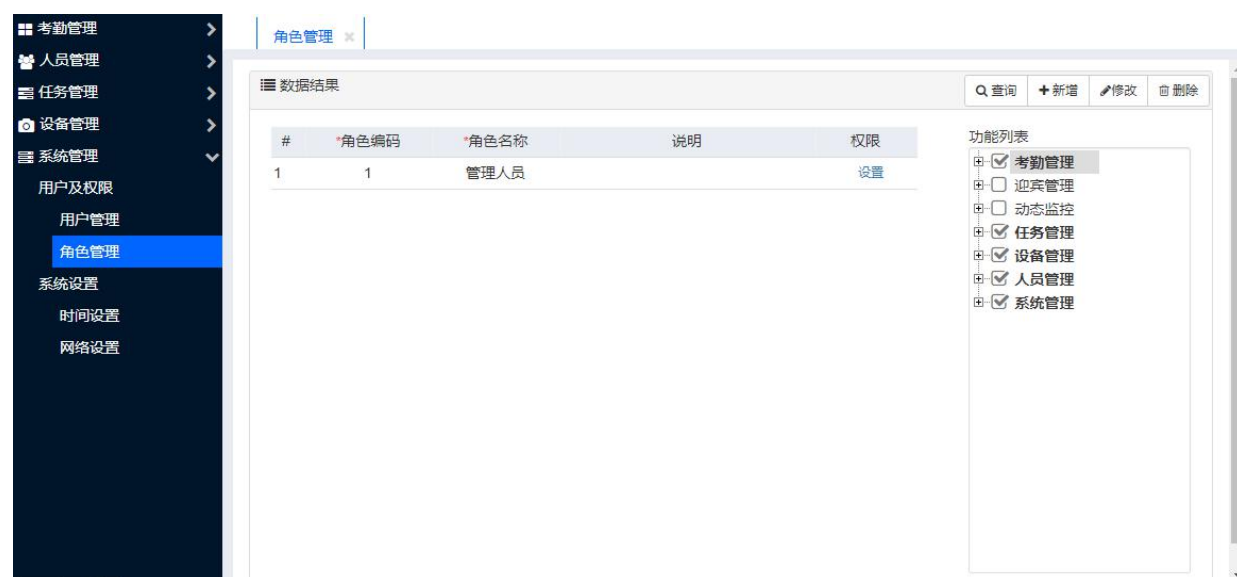 考勤管理
人员管理
任务管理
设备管理
系统管理
用户及权限
用户管理
角色管理
系统设置
时间设置
网络设置
角色管理
数据结果
查询 新增 修改 删除
# *角色编码 *角色名称 说明 权限
1 1 管理人员 设置
功能列表
考勤管理
迎宾管理
动态监控
任务管理
设备管理
人员管理
系统管理